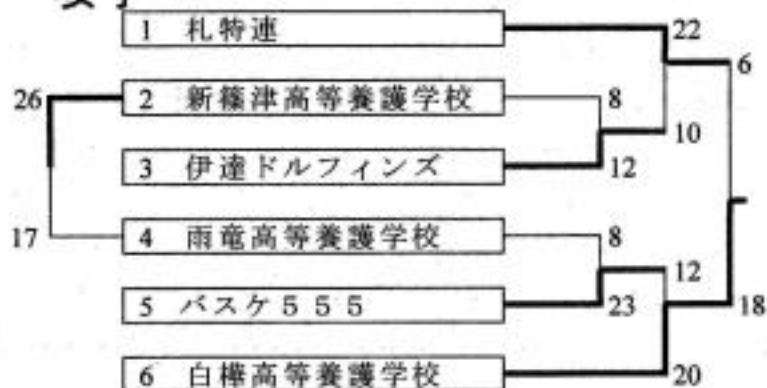 1 札特連
22
6
26
2 新篠津高等養護学校
8
10
3 伊達ドルフィンズ
12
17
4 雨竜高等養護学校
8
12
5 バスケ555
23
18
6 白樺高等養護学校
20